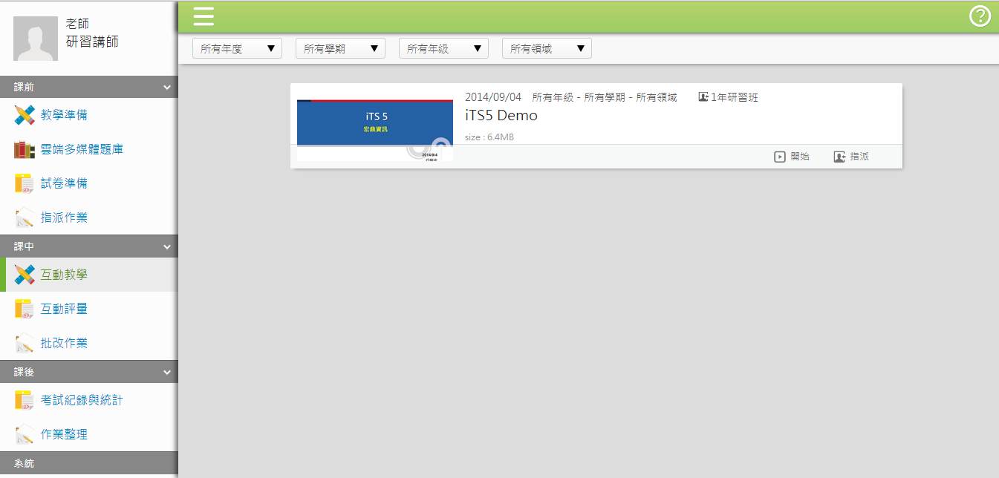 老師
研習講師
課前
教學準備
雲端多媒體題庫
試卷準備
指派作業
課中
互動教學
互動評量
批改作業
課後
考試紀錄與統計
作業整理
系統
所有年度 所有學期 所有年級 所有領域
iTS 5
宏鼎資訊
2014/9/4
2014/09/04 所有年級 - 所有學期 - 所有領域 1年研習班
iTS5 Demo
size : 6.4MB
開始 指派